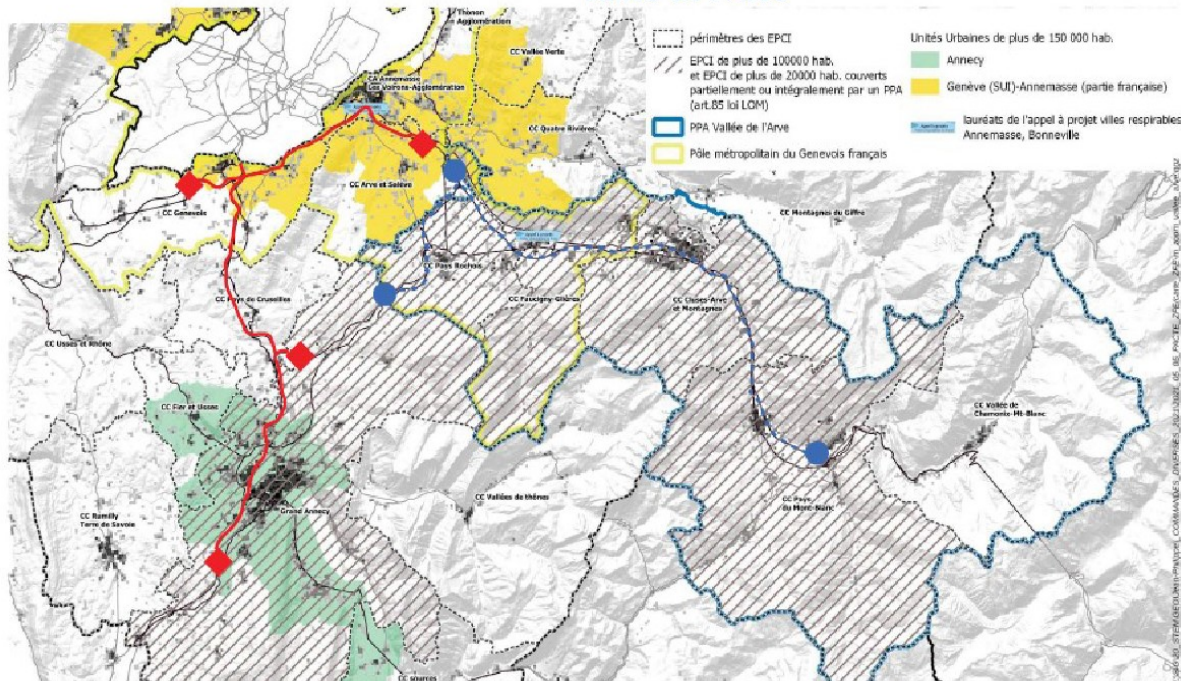 périmètres des EPCI
EPCI de plus de 100000 hab.
et EPCI de plus de 20000 hab. couverts
partiellement ou intégralement par un PPA
(art.85 loi LOM)
PPA Vallée de l'Arve
Pôle métropolitain du Genevois français
Unités Urbaines de plus de 150 000 hab.
Annecy
Genève (SUI)-Annemasse (partie française)
lauréats de l'appel à projet villes respirables
Annemasse, Bonneville
Thonon
Agglomération
CC Vallée Verte
CA Annemasse
Les Voirons-Agglomération
CC Quatre Rivières
CC Arve et Salève
CC Genevois
CC Montagnes du Giffre
CC Pays Rochois
CC Faucigny-Glières
CC Cluses-Arve
et Montagnes
CC Pays de Cruseilles
CC Usses et Rhône
CC Fier et Usses
CC Vallée de
Chamonix-Mt-Blanc
CC Vallées de thônes
Grand Annecy
CC Pays
du Mont-Blanc
CC Rumilly
Terre de Savoie
CC sources